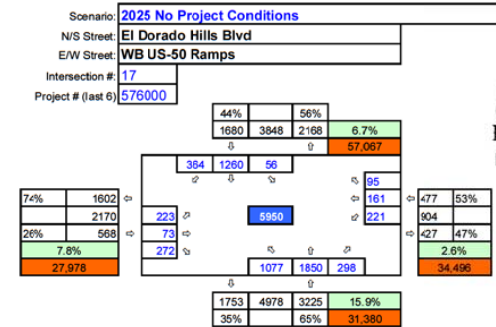 Scenario: 2025 No Project Conditions
N/S Street: El Dorado Hills Blvd
E/W Street: WB US-50 Ramps
Intersection #: 17
Project # (last 6) 576000
44% 56%
1680 3848 2168 6.7%
57,067
364 1260 56
95
74% 1602 161 477 53%
2170 223 5950 221 904
26% 568 73 427 47%
7.8% 272 2.6%
27,978 1077 1850 298 34,496
1753 4978 3225 15.9%
35% 65% 31,380